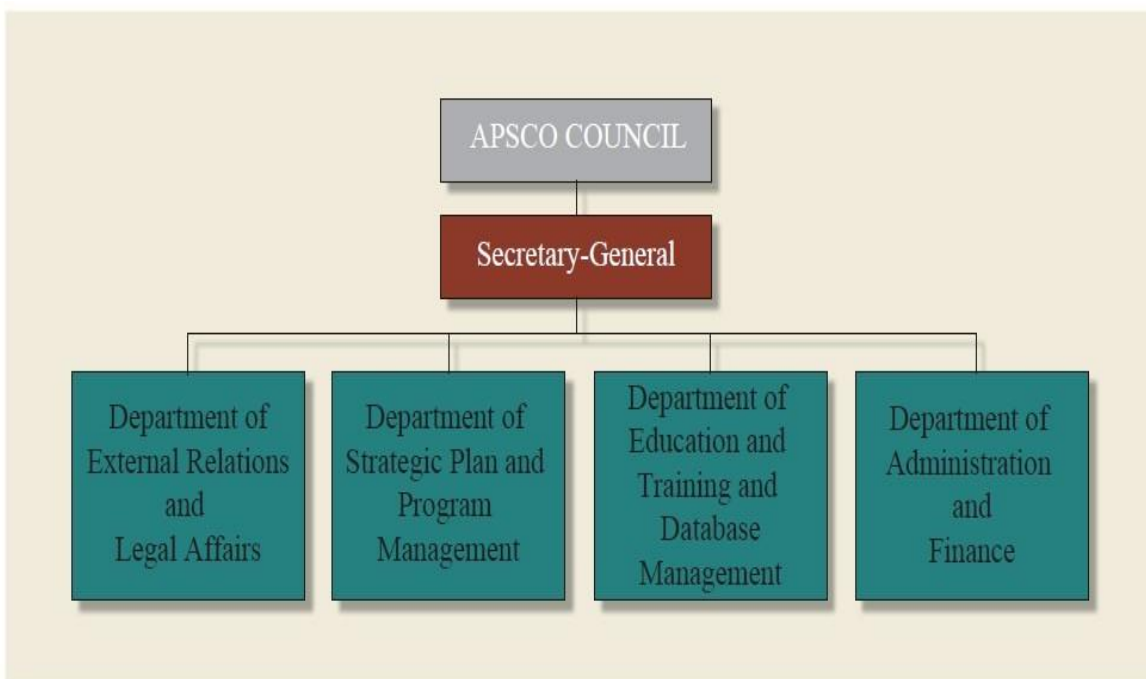 APSCO COUNCIL
Secretary-General
Department of
External Relations
and
Legal Affairs
Department of
Strategic Plan and
Program
Management
Department of
Education and
Training and
Database
Management
Department of
Administration
and
Finance